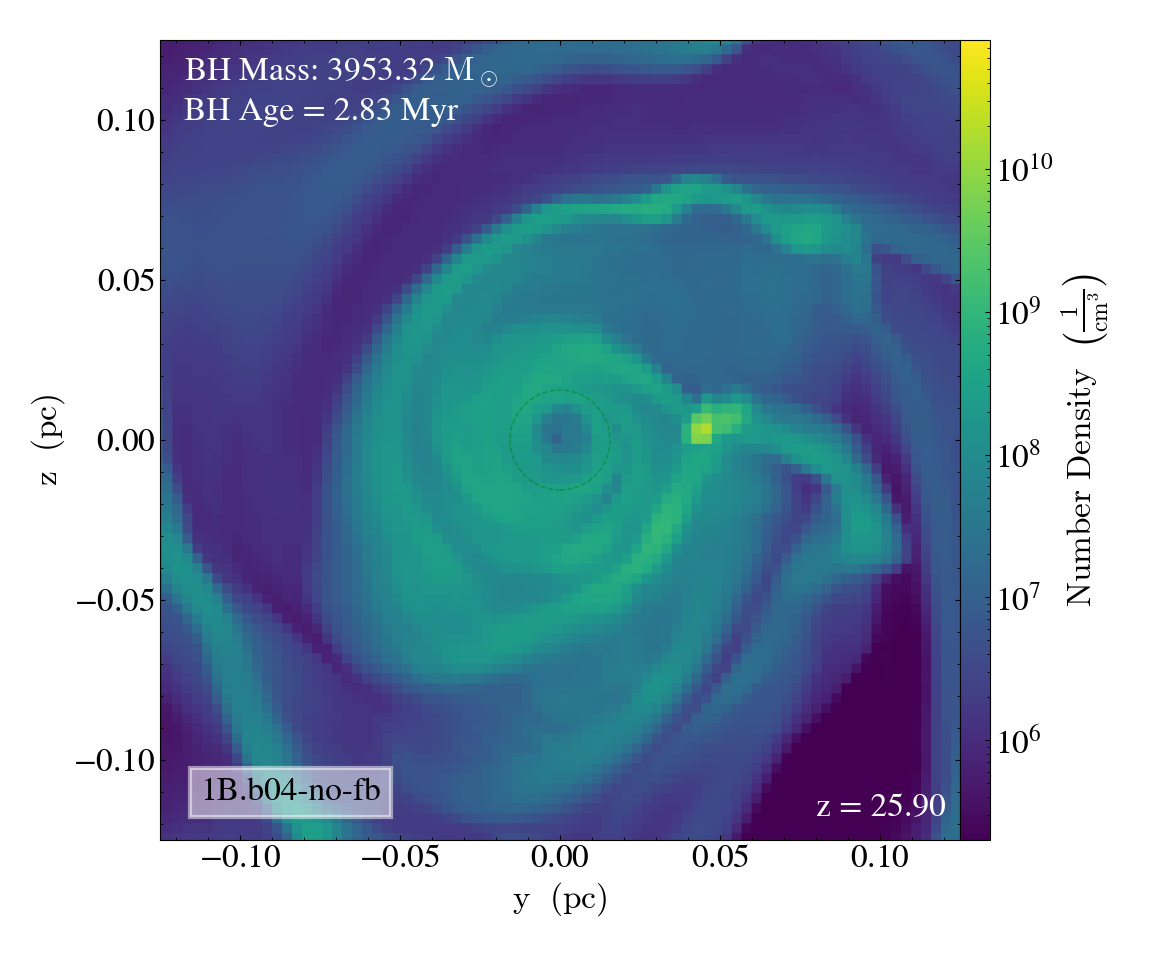 BH Mass: 3953.32 M⊙
BH Age = 2.83 Myr
0.10
0.05
0.00
−0.05
−0.10
z (pc)
1B.b04-no-fb
z = 25.90
−0.10 −0.05 0.00 0.05 0.10
y (pc)
10¹⁰
10⁹
10⁸
10⁷
10⁶
Number Density (1/cm³)